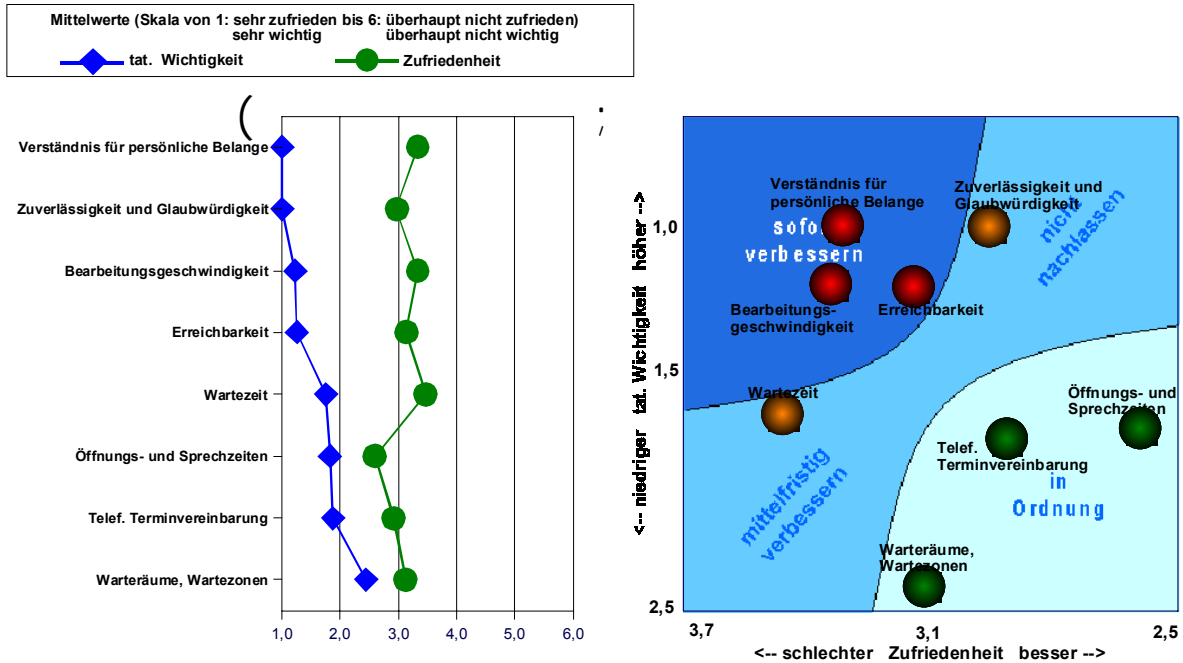 Mittelwerte (Skala von 1: sehr zufrieden bis 6: überhaupt nicht zufrieden)
sehr wichtig überhaupt nicht wichtig
tat. Wichtigkeit Zufriedenheit
(
;
Verständnis für persönliche Belange
Zuverlässigkeit und Glaubwürdigkeit
Bearbeitungsgeschwindigkeit
Erreichbarkeit
Wartezeit
Öffnungs- und Sprechzeiten
Telef. Terminvereinbarung
Warteräume, Wartezonen
1,0 2,0 3,0 4,0 5,0 6,0
<-- niedriger tat. Wichtigkeit höher -->
1,0
1,5
2,5
Verständnis für
persönliche Belange
Zuverlässigkeit und
Glaubwürdigkeit
verbessern
nicht
nachlassen
Bearbeitungs-
geschwindigkeit
Erreichbarkeit
Wartezeit
Öffnungs- und
Sprechzeiten
Telef.
Terminvereinbarung
in
Ordnung
mittelfristig
verbessern
Warteräume,
Wartezonen
3,7 3,1 2,5
<-- schlechter Zufriedenheit besser -->